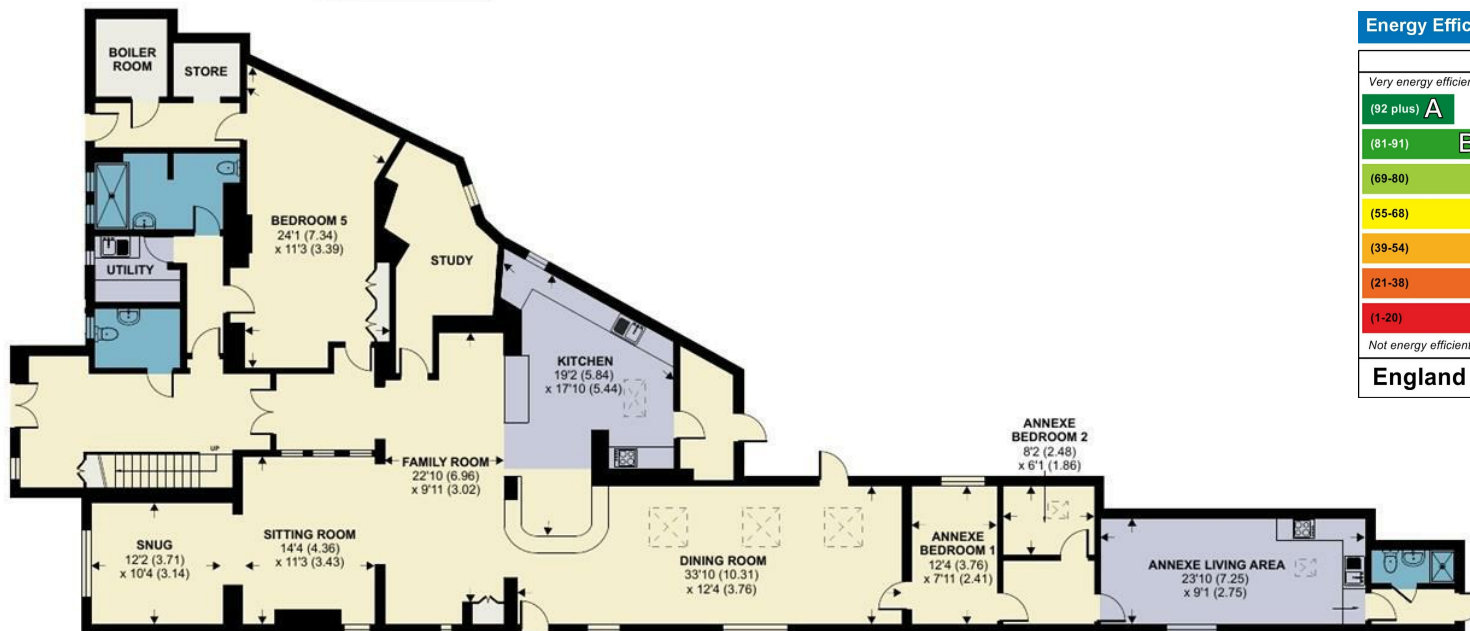 BOILER
ROOM
STORE
BEDROOM 5
24'1 (7.34)
x 11'3 (3.39)
STUDY
UTILITY
KITCHEN
19'2 (5.84)
x 17'10 (5.44)
UP
FAMILY ROOM
22'10 (6.96)
x 9'11 (3.02)
SNUG
12'2 (3.71)
x 10'4 (3.14)
SITTING ROOM
14'4 (4.36)
x 11'3 (3.43)
DINING ROOM
33'10 (10.31)
x 12'4 (3.76)
ANNEXE
BEDROOM 1
12'4 (3.76)
x 7'11 (2.41)
ANNEXE
BEDROOM 2
8'2 (2.48)
x 6'1 (1.86)
ANNEXE LIVING AREA
23'10 (7.25)
x 9'1 (2.75)
Energy Effic
Very energy efficien
(92 plus) A
(81-91) B
(69-80)
(55-68)
(39-54)
(21-38)
(1-20)
Not energy efficient
England